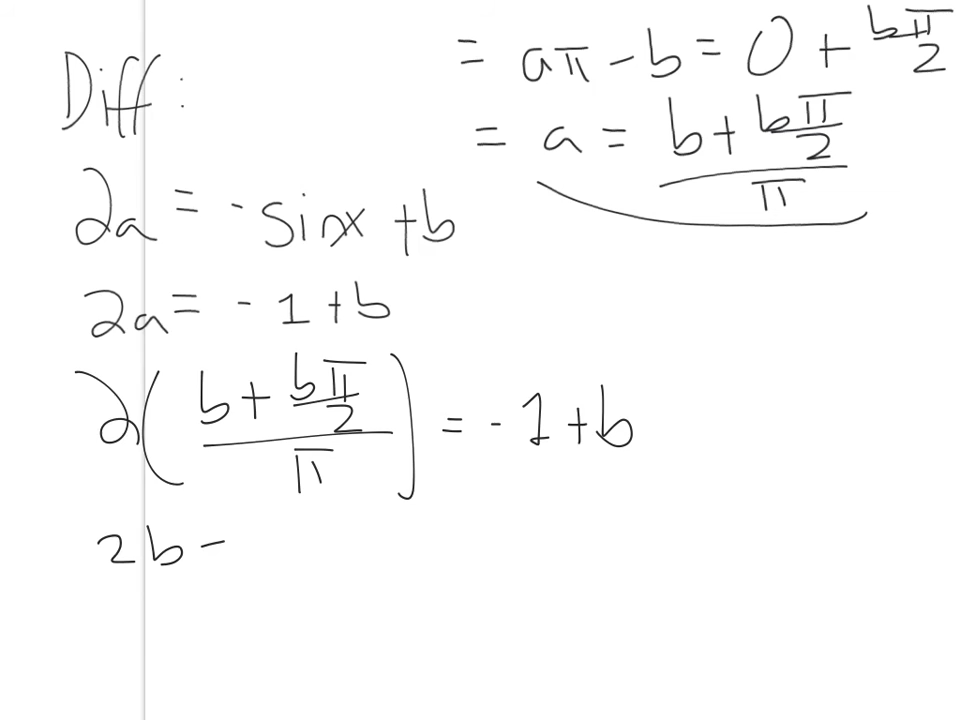 = aπ - b = 0 + bπ/2
= a = (b + bπ/2)/π
Diff:
2a = -sinx + b
2a = -1 + b
2((b + bπ/2)/π) = -1 + b
2b -